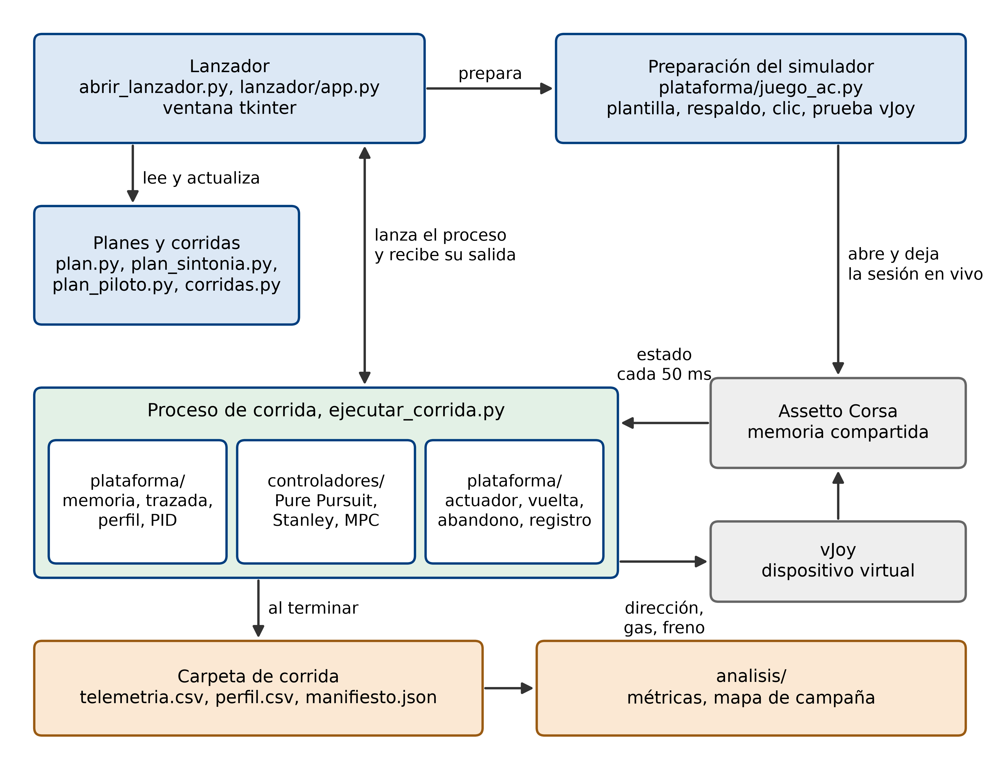 Lanzador
abrir_lanzador.py, lanzador/app.py
ventana tkinter
prepara
Preparación del simulador
plataforma/juego_ac.py
plantilla, respaldo, clic, prueba vJoy
lee y actualiza
Planes y corridas
plan.py, plan_sintonia.py,
plan_piloto.py, corridas.py
lanza el proceso
y recibe su salida
abre y deja
la sesión en vivo
estado
cada 50 ms
Proceso de corrida, ejecutar_corrida.py
plataforma/
memoria, trazada,
perfil, PID
controladores/
Pure Pursuit,
Stanley, MPC
plataforma/
actuador, vuelta,
abandono, registro
Assetto Corsa
memoria compartida
vJoy
dispositivo virtual
al terminar
dirección,
gas, freno
Carpeta de corrida
telemetria.csv, perfil.csv, manifiesto.json
analisis/
métricas, mapa de campaña